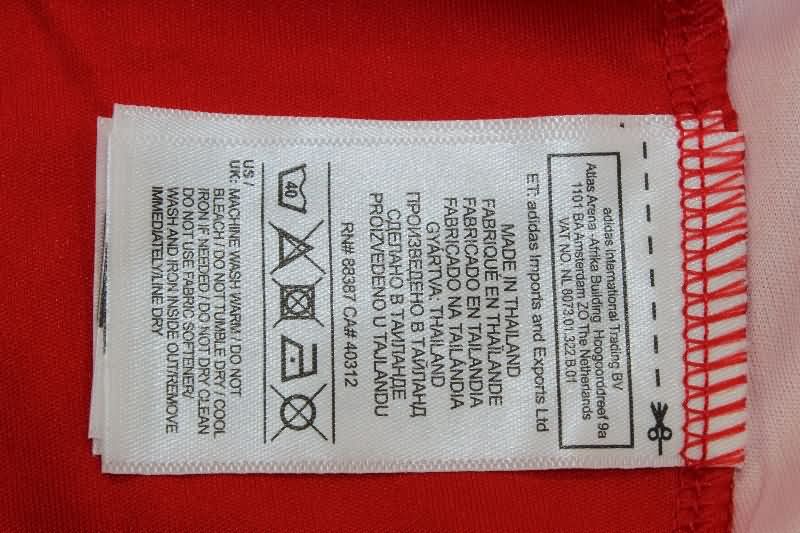 adidas International Trading BV
Atlas Arena -Afrika Building Hoogoorddreef 9a
1101 BA Amsterdam ZO The Netherlands
VAT NO. NL 8073.01.322.B.01
ET: adidas Imports and Exports Ltd
MADE IN THAILAND
FABRIQUÉ EN THAÏLANDE
FABRICADO EN TAILANDIA
FABRICADO NA TAILÂNDIA
GYÁRTVA: THAILAND
ПРОИЗВЕДЕНО В ТАЙЛАНД
СДЕЛАНО В ТАИЛАНДЕ
PROIZVEDENO U TAJLANDU
RN# 88387 CA# 40312
40
US /
UK: MACHINE WASH WARM / DO NOT
BLEACH / DO NOT TUMBLE DRY / COOL
IRON IF NEEDED / DO NOT DRY CLEAN
DO NOT USE FABRIC SOFTENER/
WASH AND IRON INSIDE OUT/REMOVE
IMMEDIATELY/LINE DRY